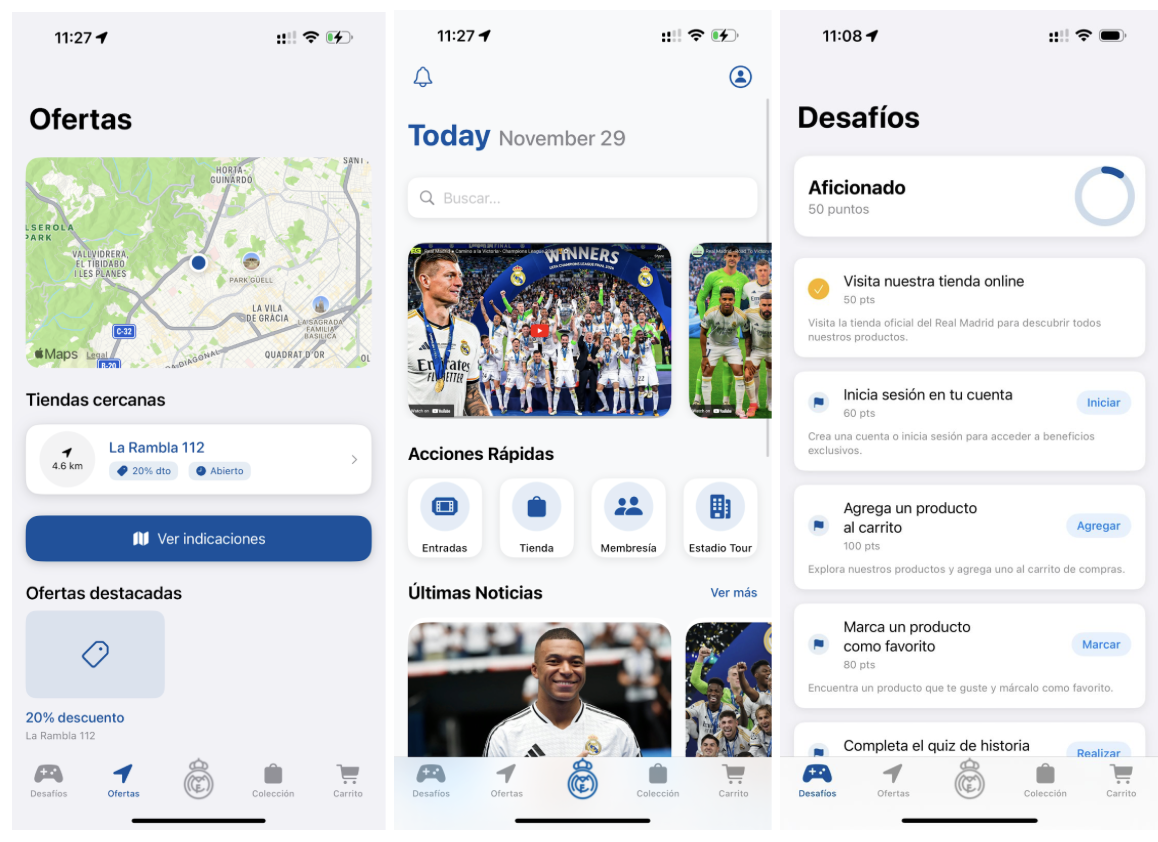 11:27
Ofertas
SANT
HORTA-
GUINARDÓ
LSEROLA
PARK
VALLVIDRERA,
EL TIBIDABO
I LES PLANES
PARK GÜELL
LA VILA
DE GRÀCIA
LA SAGRADA
FAMILIA
BASILICA
C-32
Maps
Legal
B-20
DIAGONAL
QUADRAT D'OR
Tiendas cercanas
4.6 km
La Rambla 112
20% dto
Abierto
Ver indicaciones
Ofertas destacadas
20% descuento
La Rambla 112
Desafíos
Ofertas
Colección
Carrito
11:27
Today November 29
Buscar...
WINNERS
Emirates
FLY BETTER
Acciones Rápidas
Entradas
Tienda
Membresía
Estadio Tour
Últimas Noticias
Ver más
Desafíos
Ofertas
Colección
Carrito
11:08
Desafíos
Aficionado
50 puntos
Visita nuestra tienda online
50 pts
Visita la tienda oficial del Real Madrid para descubrir todos
nuestros productos.
Inicia sesión en tu cuenta
Iniciar
60 pts
Crea una cuenta o inicia sesión para acceder a beneficios
exclusivos.
Agrega un producto
al carrito
Agregar
100 pts
Explora nuestros productos y agrega uno al carrito de compras.
Marca un producto
como favorito
Marcar
80 pts
Encuentra un producto que te guste y márcalo como favorito.
Completa el quiz de historia
Realizar
Desafíos
Ofertas
Colección
Carrito